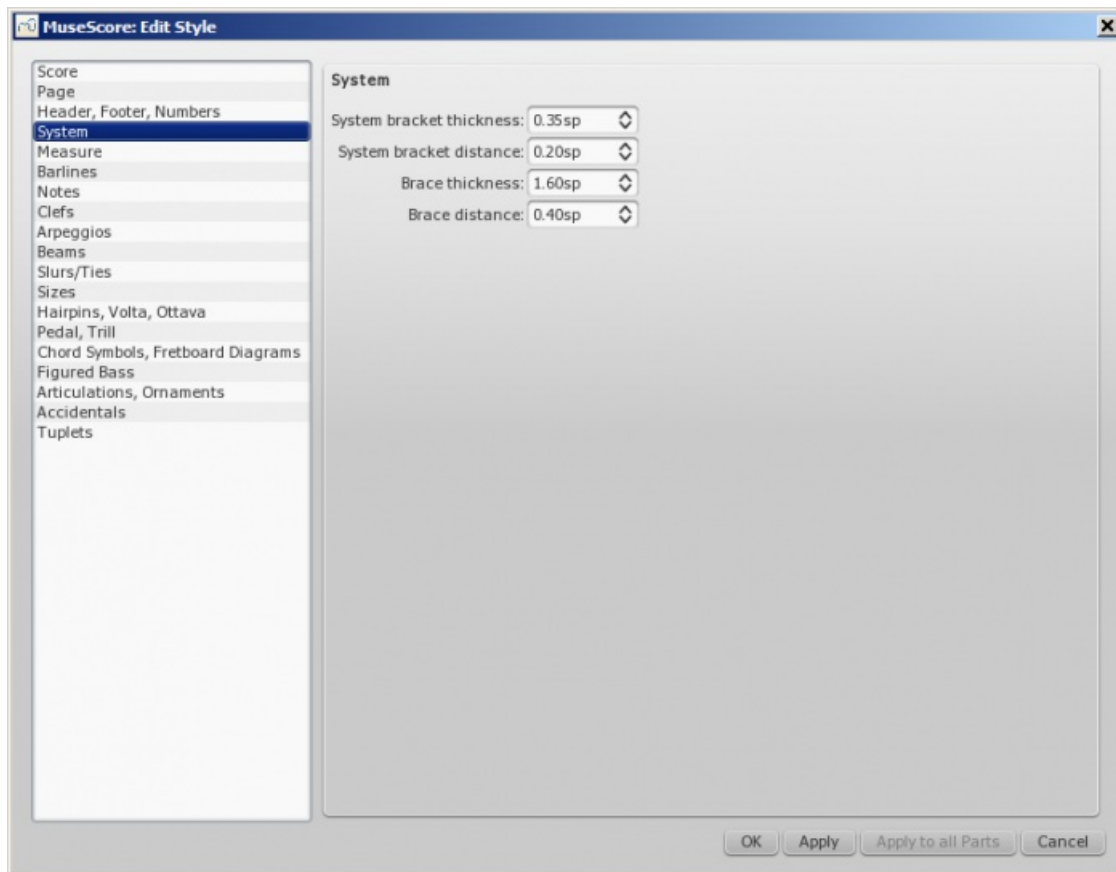 MuseScore: Edit Style
Score
Page
Header, Footer, Numbers
System
Measure
Barlines
Notes
Clefs
Arpeggios
Beams
Slurs/Ties
Sizes
Hairpins, Volta, Ottava
Pedal, Trill
Chord Symbols, Fretboard Diagrams
Figured Bass
Articulations, Ornaments
Accidentals
Tuplets
System
System bracket thickness: 0.35sp
System bracket distance: 0.20sp
Brace thickness: 1.60sp
Brace distance: 0.40sp
OK Apply Apply to all Parts Cancel